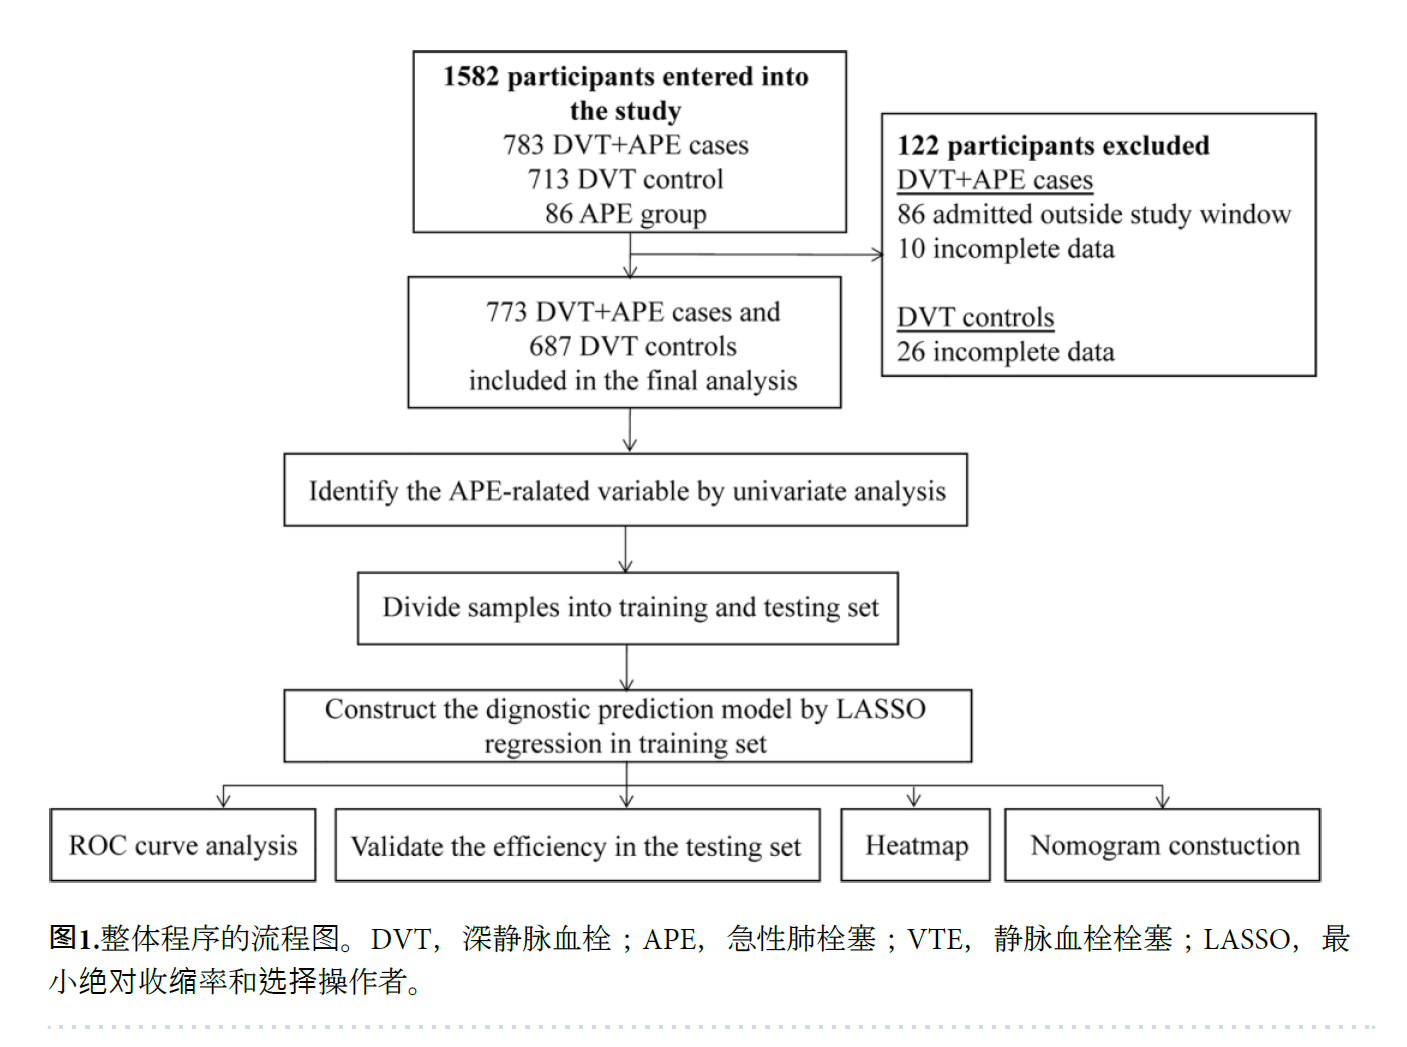 1582 participants entered into
the study
783 DVT+APE cases
713 DVT control
86 APE group
122 participants excluded
DVT+APE cases
86 admitted outside study window
10 incomplete data
DVT controls
26 incomplete data
773 DVT+APE cases and
687 DVT controls
included in the final analysis
Identify the APE-ralated variable by univariate analysis
Divide samples into training and testing set
Construct the dignostic prediction model by LASSO
regression in training set
ROC curve analysis
Validate the efficiency in the testing set
Heatmap
Nomogram constuction
图1.整体程序的流程图。DVT，深静脉血栓；APE，急性肺栓塞；VTE，静脉血栓栓塞；LASSO，最
小绝对收缩率和选择操作者。